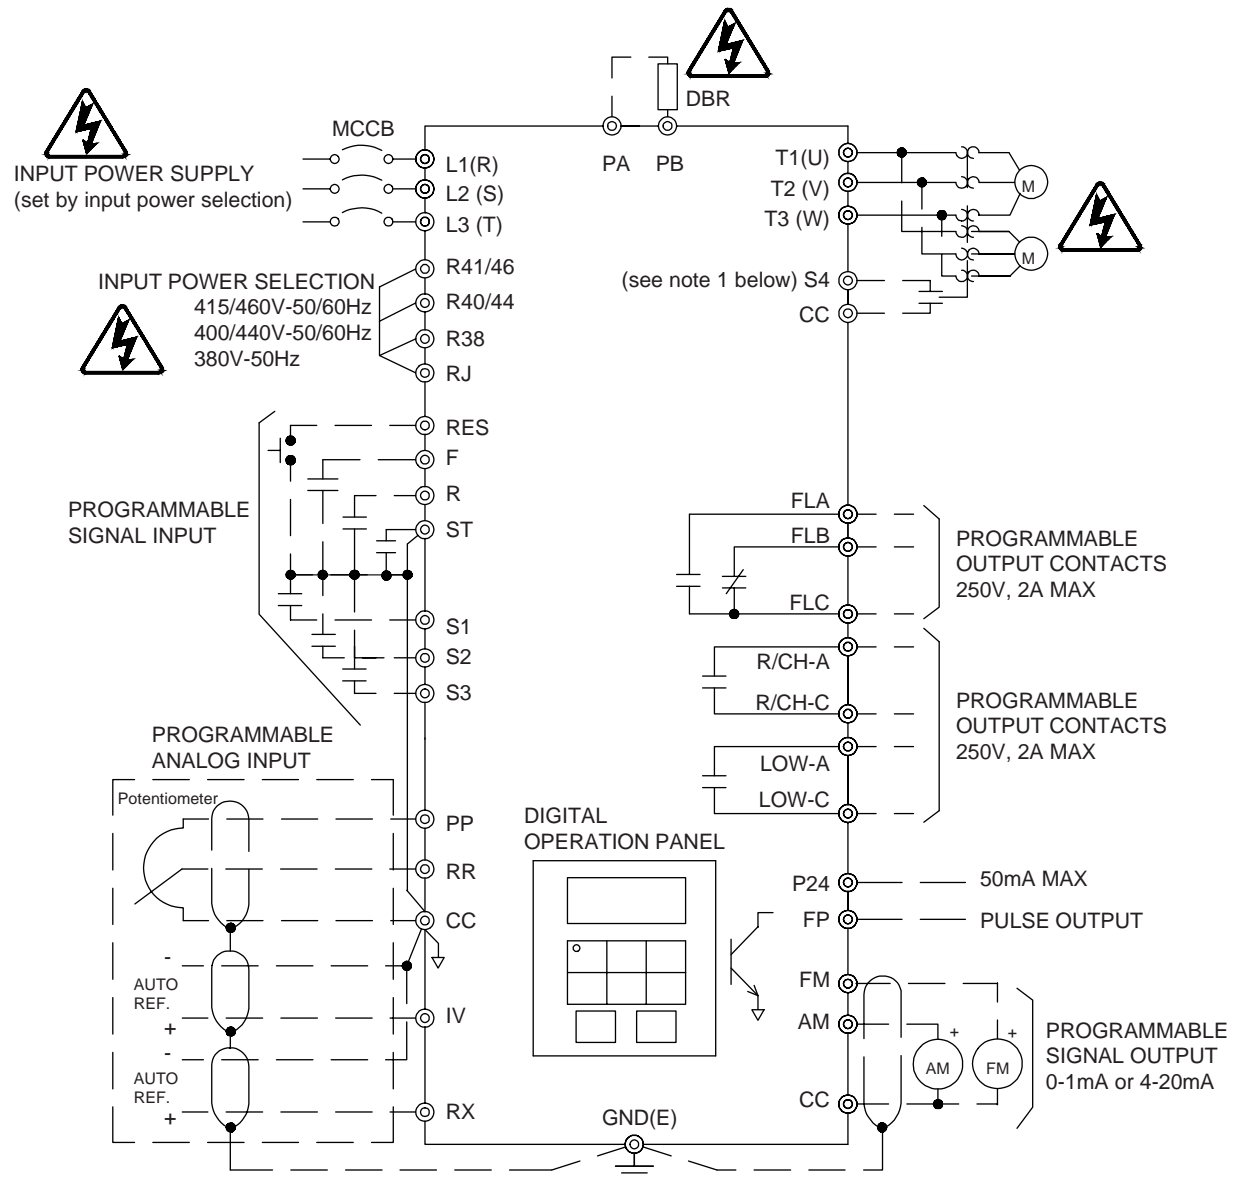 DBR
MCCB
PA PB
INPUT POWER SUPPLY
(set by input power selection)
L1(R)
L2 (S)
L3 (T)
T1(U)
T2 (V)
T3 (W)
M
M
INPUT POWER SELECTION
415/460V-50/60Hz
400/440V-50/60Hz
380V-50Hz
R41/46
R40/44
R38
RJ
(see note 1 below) S4
CC
RES
F
R
ST
PROGRAMMABLE
SIGNAL INPUT
S1
S2
S3
FLA
FLB
FLC
PROGRAMMABLE
OUTPUT CONTACTS
250V, 2A MAX
R/CH-A
R/CH-C
LOW-A
LOW-C
PROGRAMMABLE
OUTPUT CONTACTS
250V, 2A MAX
PROGRAMMABLE
ANALOG INPUT
Potentiometer
PP
RR
CC
-
AUTO
REF.
+
IV
-
AUTO
REF.
+
RX
DIGITAL
OPERATION PANEL
P24
50mA MAX
FP
PULSE OUTPUT
FM
AM
+
+
AM
FM
CC
PROGRAMMABLE
SIGNAL OUTPUT
0-1mA or 4-20mA
GND(E)